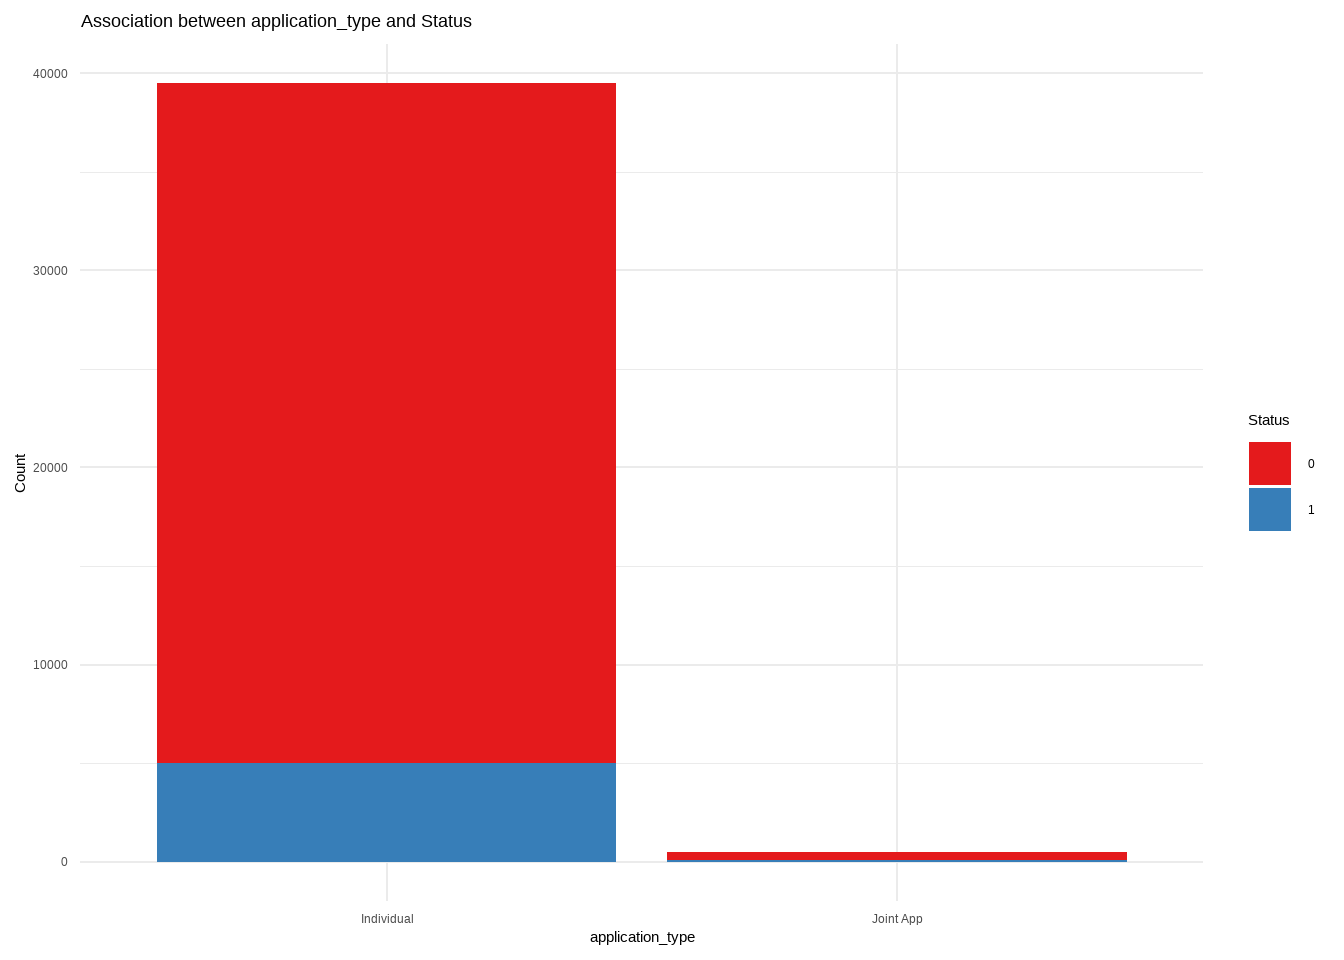 Association between application_type and Status
40000
30000
20000
10000
0
Count
Individual
Joint App
application_type
Status
0
1